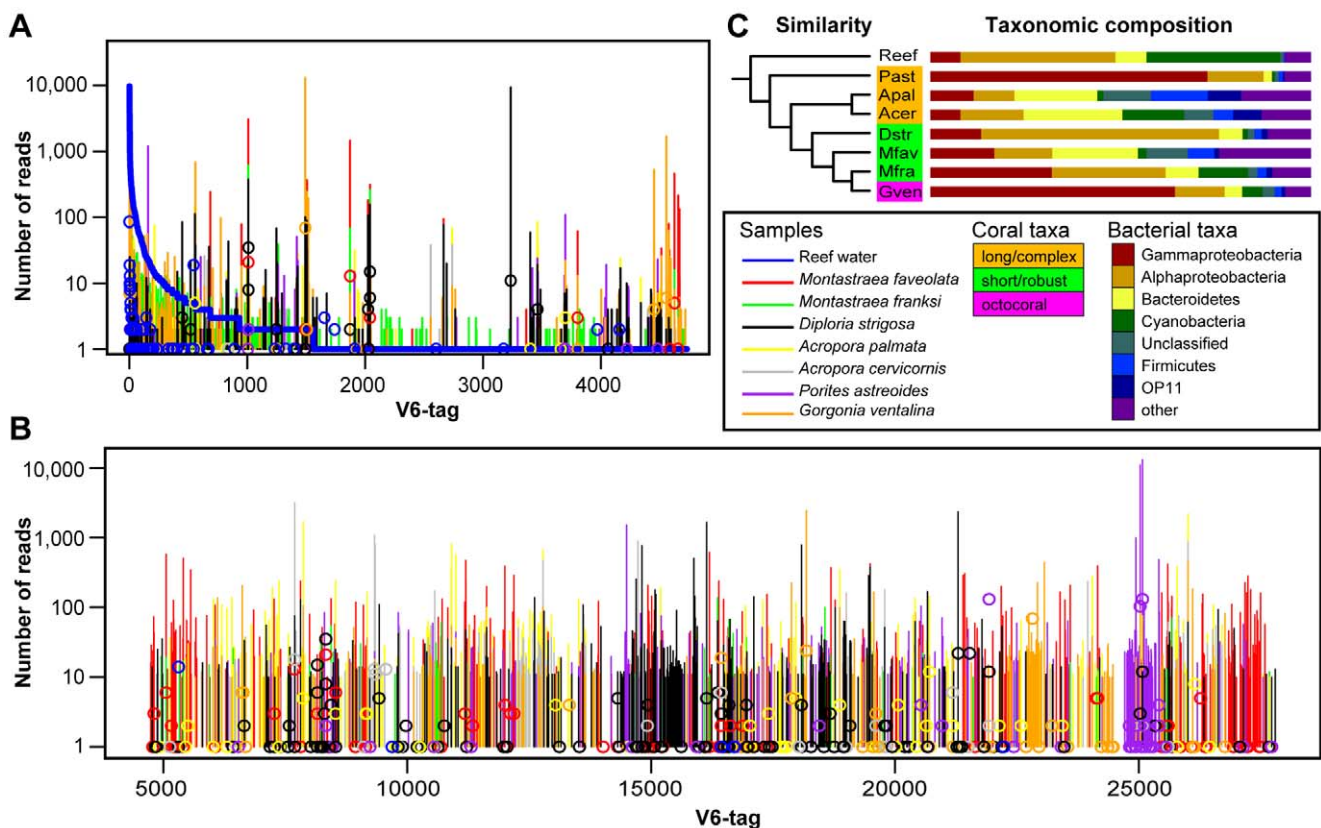 A
Number of reads
10,000
1,000
100
10
1
0
1000
2000
3000
4000
V6-tag
C
Similarity
Taxonomic composition
Reef
Past
Apal
Acer
Dstr
Mfav
Mfra
Gven
Samples
Reef water
Montastraea faveolata
Montastraea franksi
Diploria strigosa
Acropora palmata
Acropora cervicornis
Porites astreoides
Gorgonia ventalina
Coral taxa
long/complex
short/robust
octocoral
Bacterial taxa
Gammaproteobacteria
Alphaproteobacteria
Bacteroidetes
Cyanobacteria
Unclassified
Firmicutes
OP11
other
B
Number of reads
10,000
1,000
100
10
1
5000
10000
15000
20000
25000
V6-tag